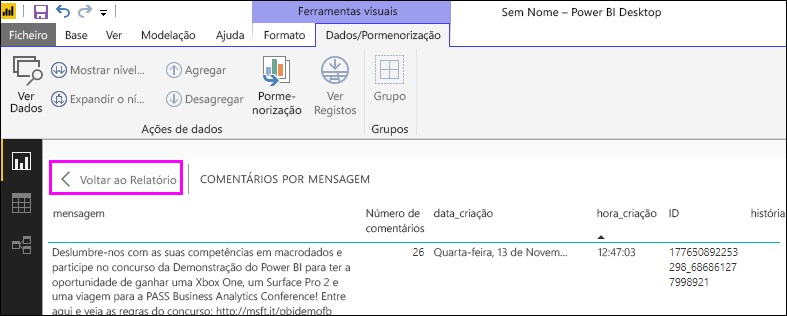 Ferramentas visuais
Sem Nome – Power BI Desktop
Ficheiro Base Ver Modelação Ajuda Formato Dados/Pormenorização
Ver Dados
Mostrar nível...
Expandir o ní...
Agregar
Desagregar
Porme-
norização
Ver
Registos
Grupo
Ações de dados
Grupos
Voltar ao Relatório
COMENTÁRIOS POR MENSAGEM
mensagem
Número de
comentários
data_criação
hora_criação
ID
história
Deslumbre-nos com as suas competências em macrodados e
participe no concurso da Demonstração do Power BI para ter a
oportunidade de ganhar uma Xbox One, um Surface Pro 2 e
uma viagem para a PASS Business Analytics Conference! Entre
aqui e veja as regras do concurso: http://msft.it/pbidemofb
26
Quarta-feira, 13 de Novem...
12:47:03
177650892253
298_68686127
7998921